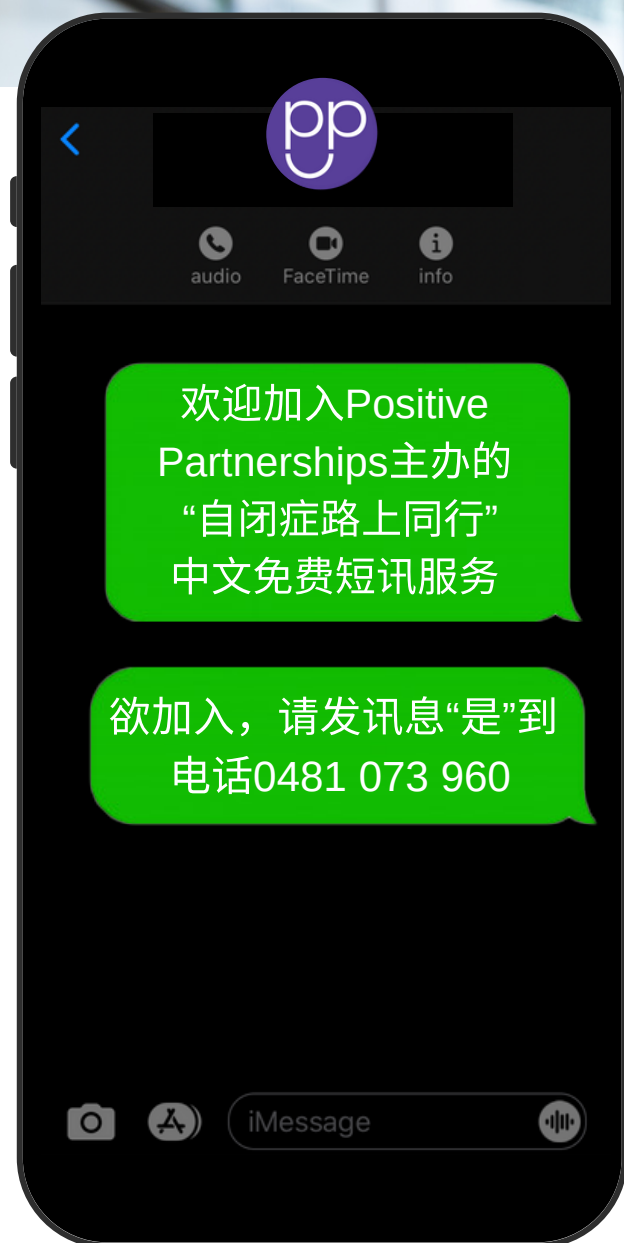 pp
audio FaceTime info
欢迎加入Positive
Partnerships主办的
“自闭症路上同行”
中文免费短讯服务
欲加入，请发讯息“是”到
电话0481 073 960
iMessage